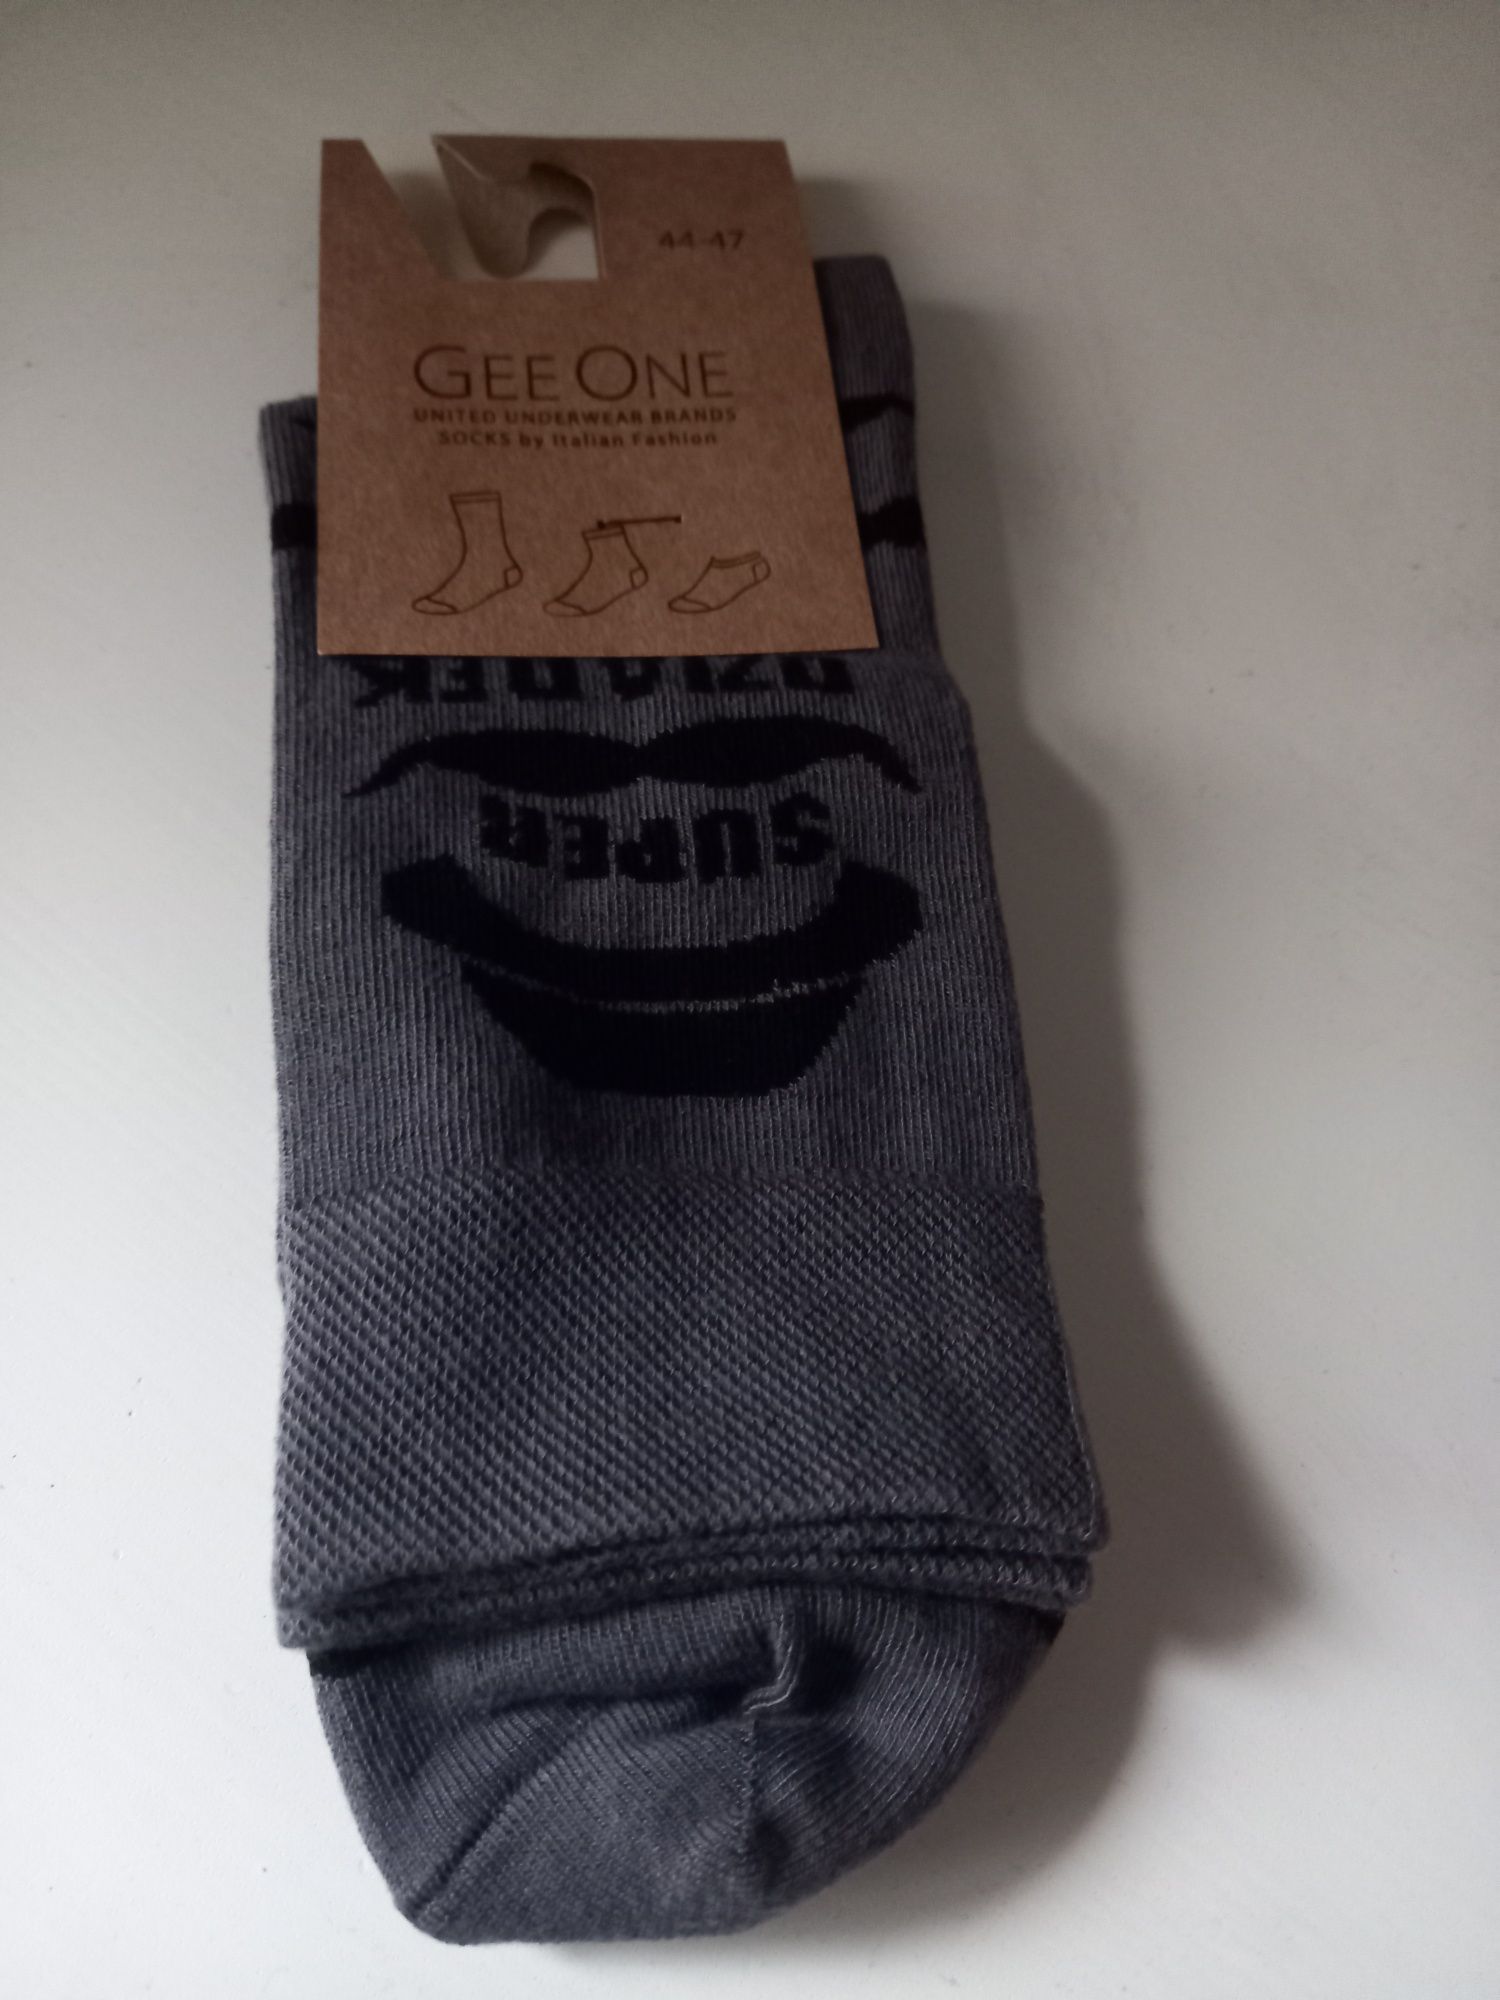 44-47
GEE ONE
UNITED UNDERWEAR BRANDS
SOCKS by Italian Fashion
SUPER
DZIADEK